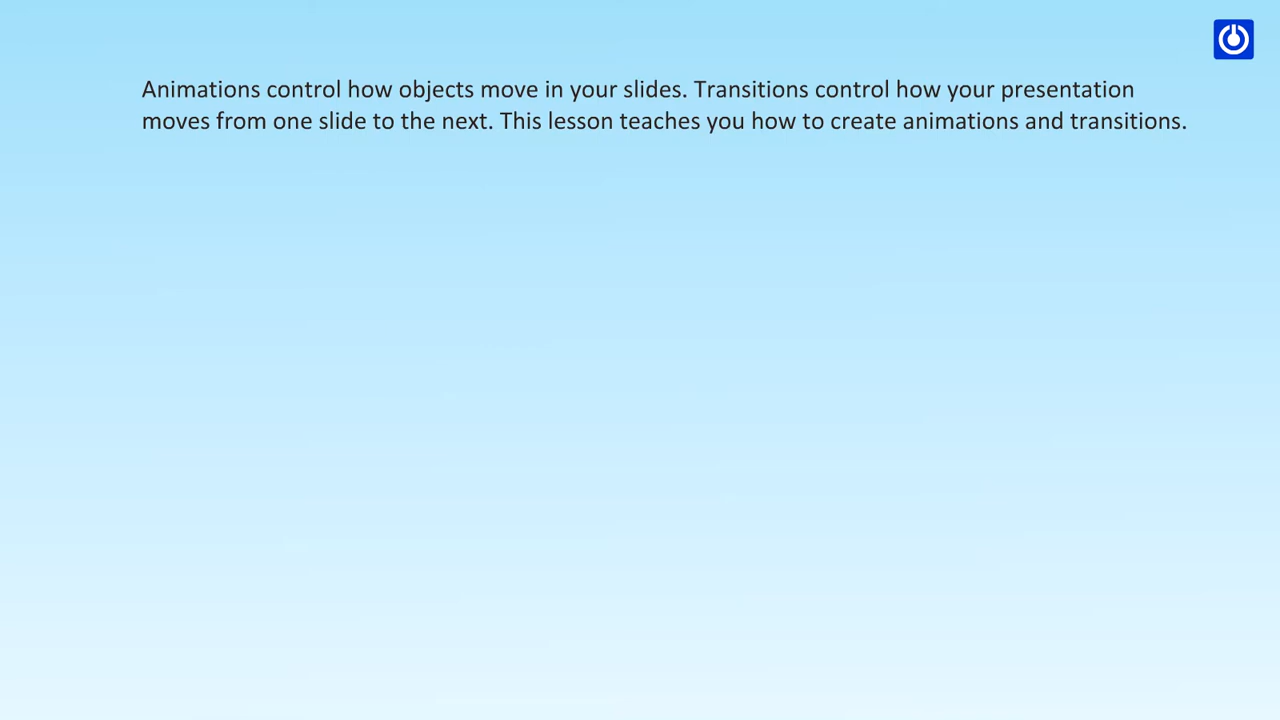 Animations control how objects move in your slides. Transitions control how your presentation
moves from one slide to the next. This lesson teaches you how to create animations and transitions.